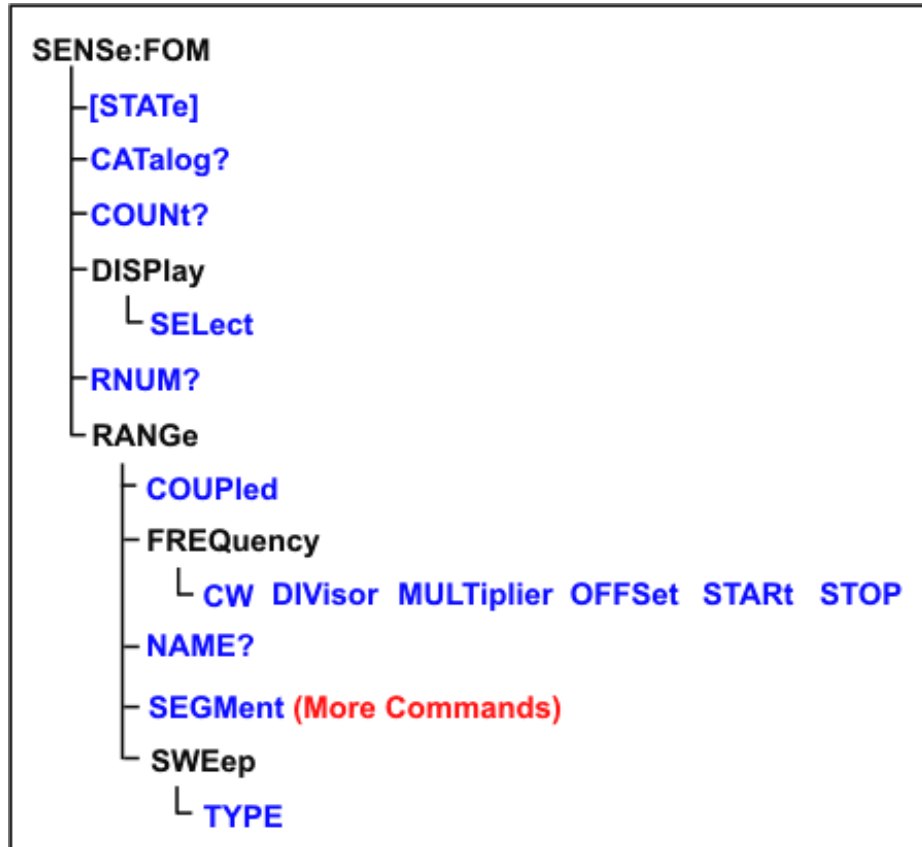 SENSe:FOM
[STATe]
CATalog?
COUNt?
DISPlay
SELect
RNUM?
RANGe
COUPled
FREQuency
CW DIVisor MULTiplier OFFSet STARt STOP
NAME?
SEGMent (More Commands)
SWEep
TYPE